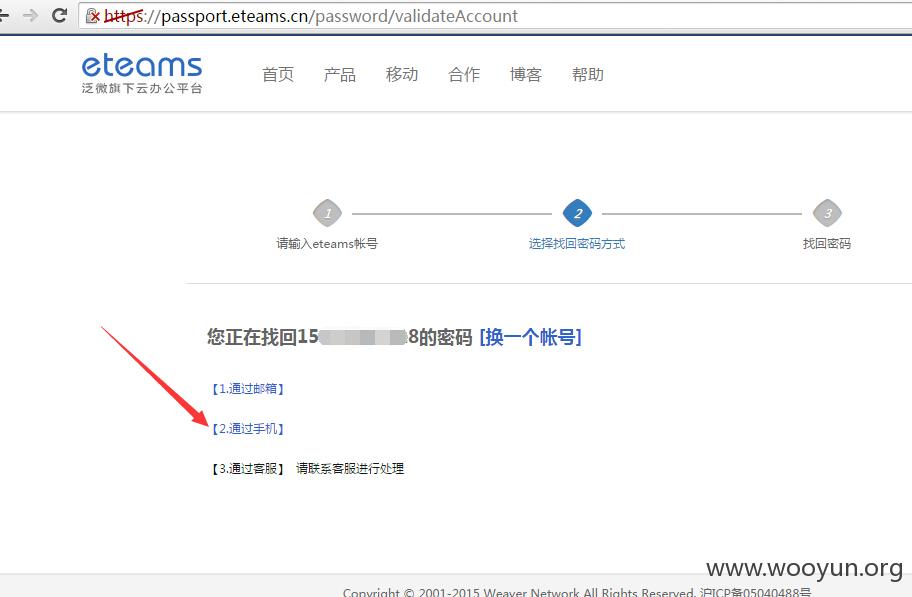 https://passport.eteams.cn/password/validateAccount
eteams
泛微旗下云办公平台
首页 产品 移动 合作 博客 帮助
1 2 3
请输入eteams帐号 选择找回密码方式 找回密码
您正在找回15 8的密码 [换一个帐号]
【1.通过邮箱】
【2.通过手机】
【3.通过客服】 请联系客服进行处理
www.wooyun.org
Copyright © 2001-2015 Weaver Network All Rights Reserved. 沪ICP备05040488号